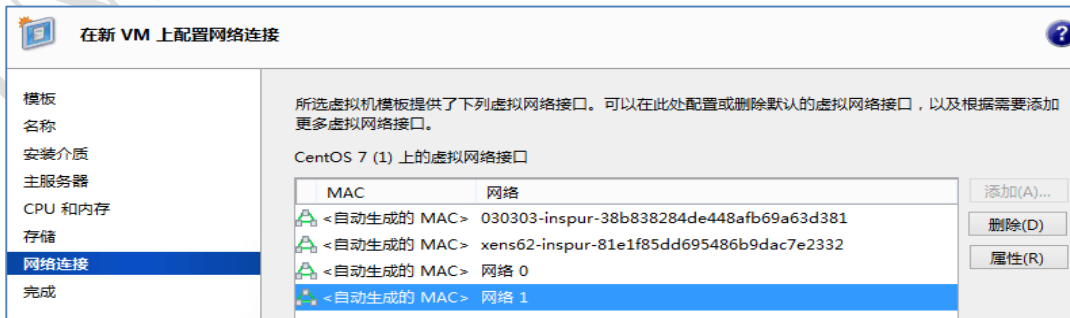 在新 VM 上配置网络连接
?
模板
名称
安装介质
主服务器
CPU 和内存
存储
网络连接
完成
所选虚拟机模板提供了下列虚拟网络接口。可以在此处配置或删除默认的虚拟网络接口，以及根据需要添加
更多虚拟网络接口。
CentOS 7 (1) 上的虚拟网络接口
MAC 网络
<自动生成的 MAC> 030303-inspur-38b838284de448afb69a63d381
<自动生成的 MAC> xens62-inspur-81e1f85dd695486b9dac7e2332
<自动生成的 MAC> 网络 0
<自动生成的 MAC> 网络 1
添加(A)...
删除(D)
属性(R)